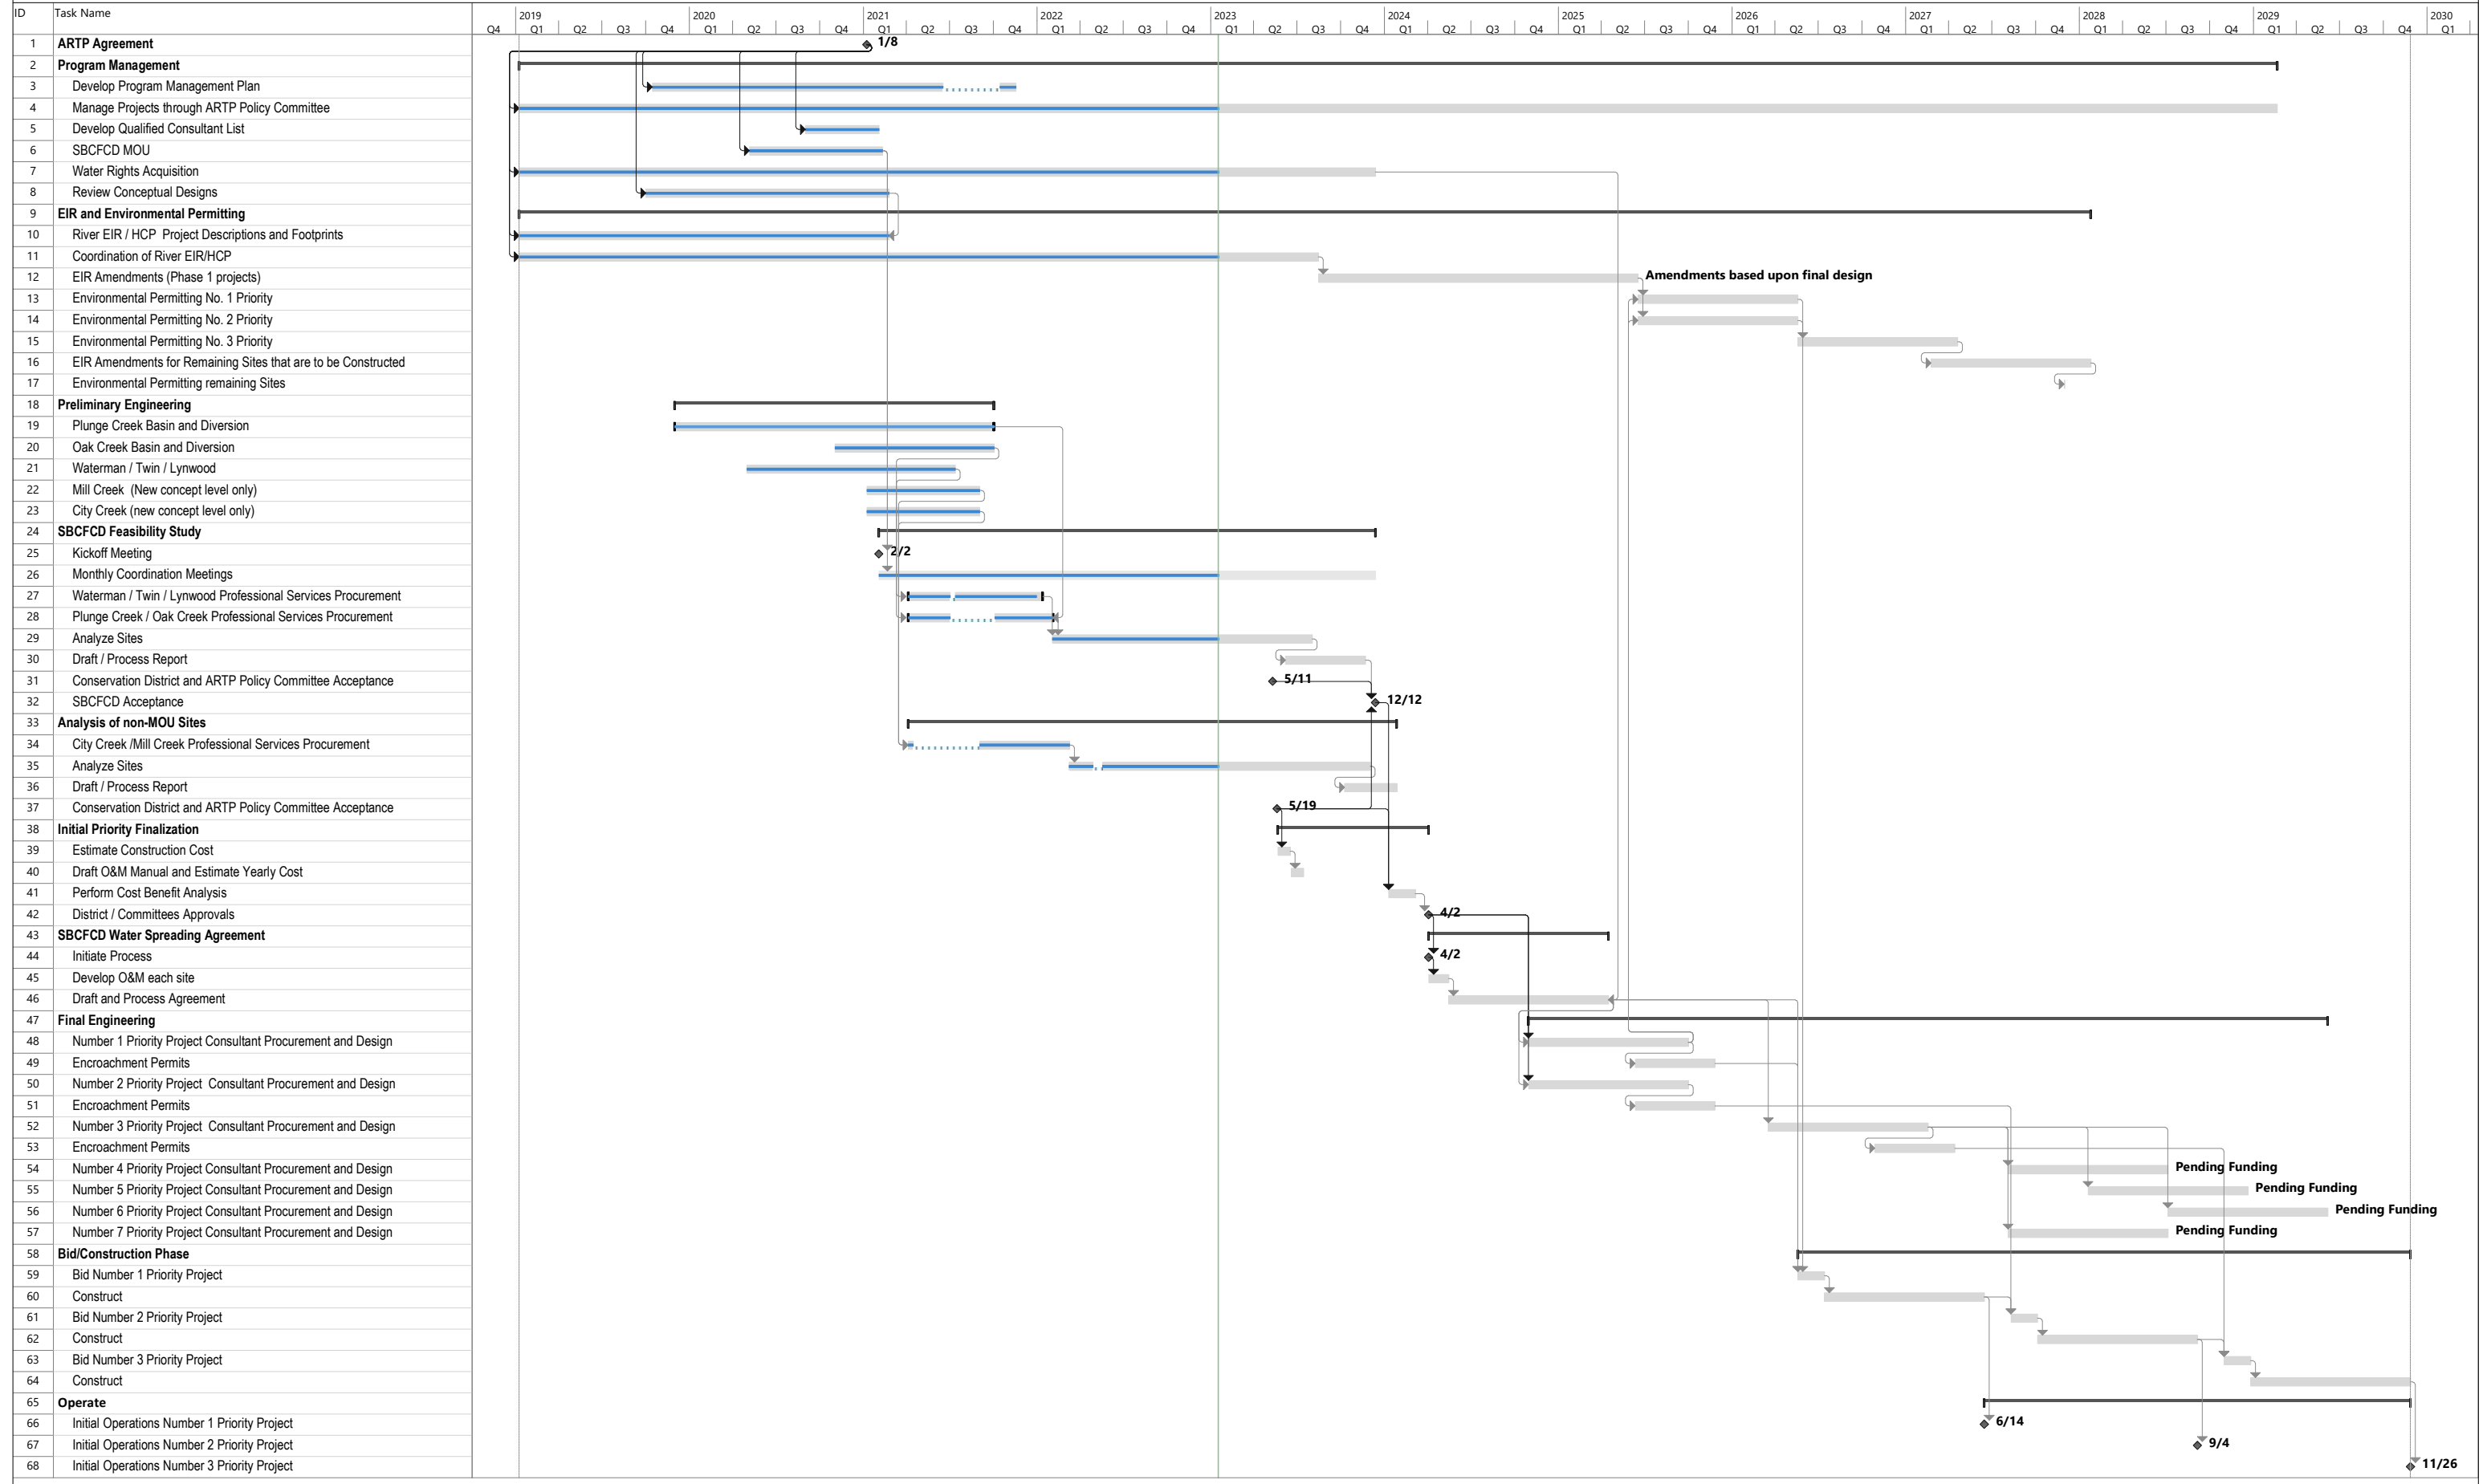 ID Task Name 2019 2020 2021 2022 2023 2024 2025 2026 2027 2028 2029 2030
Q4 Q1 Q2 Q3 Q4 Q1 Q2 Q3 Q4 Q1 Q2 Q3 Q4 Q1 Q2 Q3 Q4 Q1 Q2 Q3 Q4 Q1 Q2 Q3 Q4 Q1 Q2 Q3 Q4 Q1 Q2 Q3 Q4 Q1 Q2 Q3 Q4 Q1 Q2 Q3 Q4 Q1 Q2 Q3 Q4 Q1
1 ARTP Agreement 1/8
2 Program Management
3 Develop Program Management Plan
4 Manage Projects through ARTP Policy Committee
5 Develop Qualified Consultant List
6 SBCFCD MOU
7 Water Rights Acquisition
8 Review Conceptual Designs
9 EIR and Environmental Permitting
10 River EIR / HCP Project Descriptions and Footprints
11 Coordination of River EIR/HCP
12 EIR Amendments (Phase 1 projects) Amendments based upon final design
13 Environmental Permitting No. 1 Priority
14 Environmental Permitting No. 2 Priority
15 Environmental Permitting No. 3 Priority
16 EIR Amendments for Remaining Sites that are to be Constructed
17 Environmental Permitting remaining Sites
18 Preliminary Engineering
19 Plunge Creek Basin and Diversion
20 Oak Creek Basin and Diversion
21 Waterman / Twin / Lynwood
22 Mill Creek (New concept level only)
23 City Creek (new concept level only)
24 SBCFCD Feasibility Study
25 Kickoff Meeting 2/2
26 Monthly Coordination Meetings
27 Waterman / Twin / Lynwood Professional Services Procurement
28 Plunge Creek / Oak Creek Professional Services Procurement
29 Analyze Sites
30 Draft / Process Report
31 Conservation District and ARTP Policy Committee Acceptance 5/11
32 SBCFCD Acceptance 12/12
33 Analysis of non-MOU Sites
34 City Creek /Mill Creek Professional Services Procurement
35 Analyze Sites
36 Draft / Process Report
37 Conservation District and ARTP Policy Committee Acceptance 5/19
38 Initial Priority Finalization
39 Estimate Construction Cost
40 Draft O&M Manual and Estimate Yearly Cost
41 Perform Cost Benefit Analysis
42 District / Committees Approvals 4/2
43 SBCFCD Water Spreading Agreement
44 Initiate Process 4/2
45 Develop O&M each site
46 Draft and Process Agreement
47 Final Engineering
48 Number 1 Priority Project Consultant Procurement and Design
49 Encroachment Permits
50 Number 2 Priority Project Consultant Procurement and Design
51 Encroachment Permits
52 Number 3 Priority Project Consultant Procurement and Design
53 Encroachment Permits
54 Number 4 Priority Project Consultant Procurement and Design Pending Funding
55 Number 5 Priority Project Consultant Procurement and Design Pending Funding
56 Number 6 Priority Project Consultant Procurement and Design Pending Funding
57 Number 7 Priority Project Consultant Procurement and Design Pending Funding
58 Bid/Construction Phase
59 Bid Number 1 Priority Project
60 Construct
61 Bid Number 2 Priority Project
62 Construct
63 Bid Number 3 Priority Project
64 Construct
65 Operate
66 Initial Operations Number 1 Priority Project 6/14
67 Initial Operations Number 2 Priority Project 9/4
68 Initial Operations Number 3 Priority Project 11/26